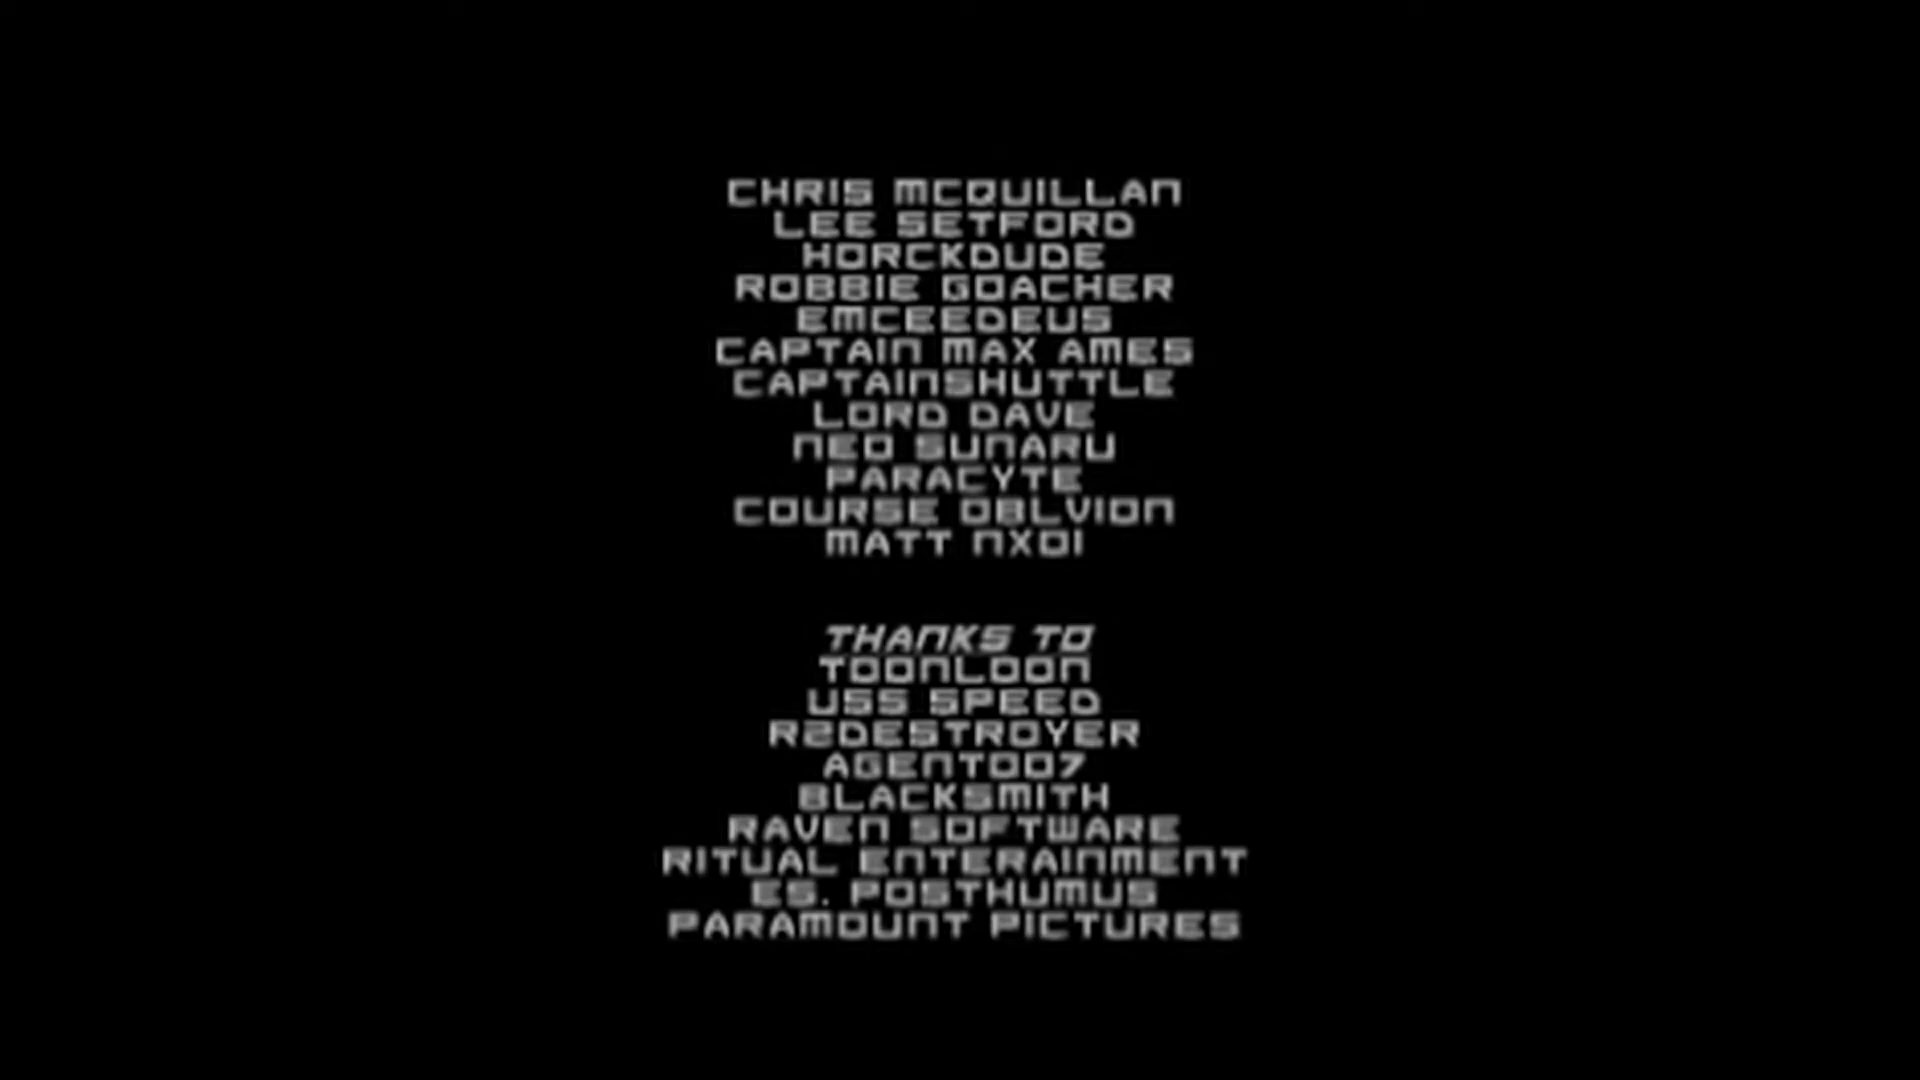 CHRIS MCQUILLAN
LEE SETFORD
HORCKDUDE
ROBBIE GOACHER
EMCEEDEUS
CAPTAIN MAX AMES
CAPTAINSHUTTLE
LORD DAVE
NEO SUNARU
PARACYTE
COURSE OBLVION
MATT NX01
THANKS TO
TOONLOON
USS SPEED
R2DESTROYER
AGENT007
BLACKSMITH
RAVEN SOFTWARE
RITUAL ENTERAINMENT
ES. POSTHUMUS
PARAMOUNT PICTURES